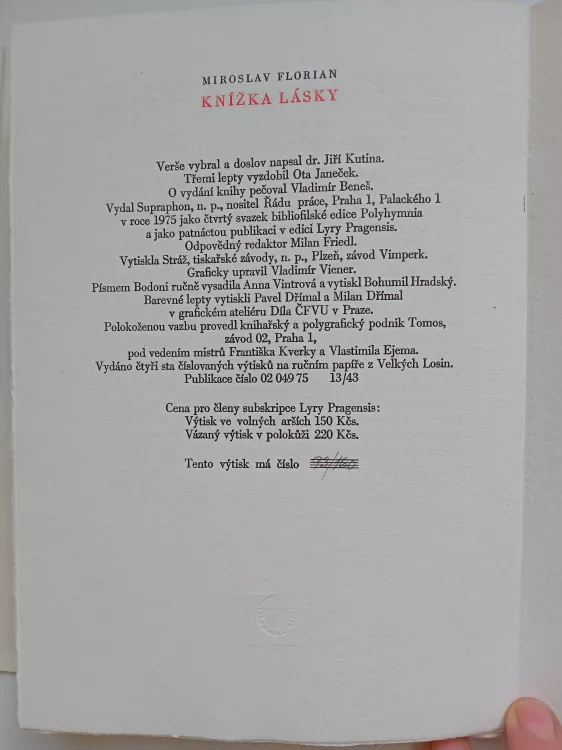 MIROSLAV FLORIAN
KNÍŽKA LÁSKY
Verše vybral a doslov napsal dr. Jiří Kutina.
Třemi lepty vyzdobil Ota Janeček.
O vydání knihy pečoval Vladimír Beneš.
Vydal Supraphon, n. p., nositel Řádu práce, Praha 1, Palackého 1
v roce 1975 jako čtvrtý svazek bibliofilské edice Polyhymnia
a jako patnáctou publikaci v edici Lyry Pragensis.
Odpovědný redaktor Milan Friedl.
Vytiskla Stráž, tiskařské závody, n. p., Plzeň, závod Vimperk.
Graficky upravil Vladimír Viener.
Písmem Bodoni ručně vysadila Anna Vintrová a vytiskl Bohumil Hradský.
Barevné lepty vytiskli Pavel Dřímal a Milan Dřímal
v grafickém ateliéru Díla ČFVU v Praze.
Polokoženou vazbu provedl knihařský a polygrafický podnik Tomos,
závod 02, Praha 1,
pod vedením mistrů Františka Kverky a Vlastimila Ejema.
Vydáno čtyři sta číslovaných výtisků na ručním papíře z Velkých Losin.
Publikace číslo 02 049 75 13/43
Cena pro členy subskripce Lyry Pragensis:
Výtisk ve volných arších 150 Kčs.
Vázaný výtisk v polokůži 220 Kčs.
Tento výtisk má číslo